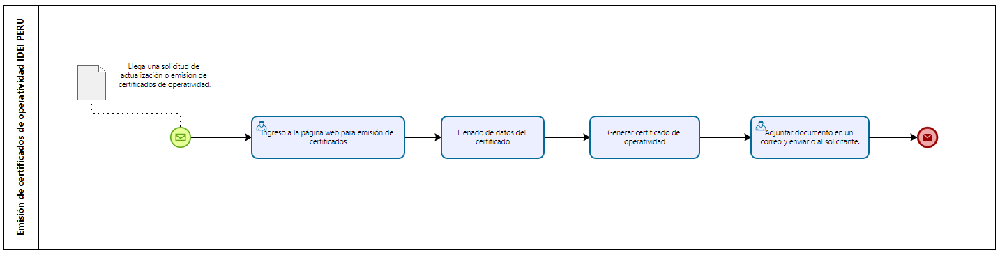 Emisión de certificados de operatividad IDEI PERU
Llega una solicitud de
actualización o emisión de
certificados de operatividad.
Ingreso a la página web para emisión de
certificados
Llenado de datos del
certificado
Generar certificado de
operatividad
Adjuntar documento en un
correo y enviarlo al solicitante.